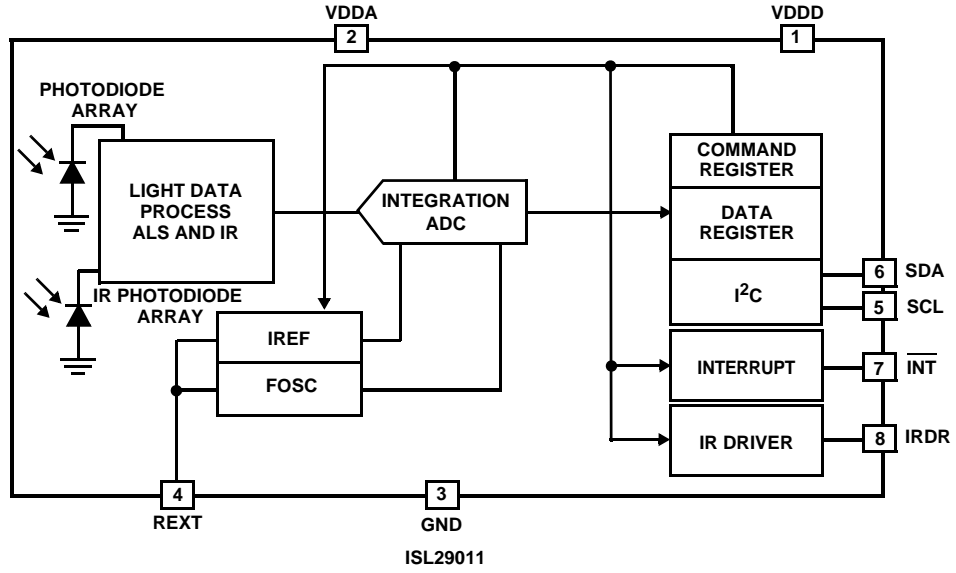 VDDA
VDDD
2
1
PHOTODIODE
ARRAY
LIGHT DATA
PROCESS
ALS AND IR
INTEGRATION
ADC
COMMAND
REGISTER
DATA
REGISTER
I²C
6 SDA
5 SCL
IR PHOTODIODE
ARRAY
IREF
FOSC
INTERRUPT
7 INT
IR DRIVER
8 IRDR
4
REXT
3
GND
ISL29011